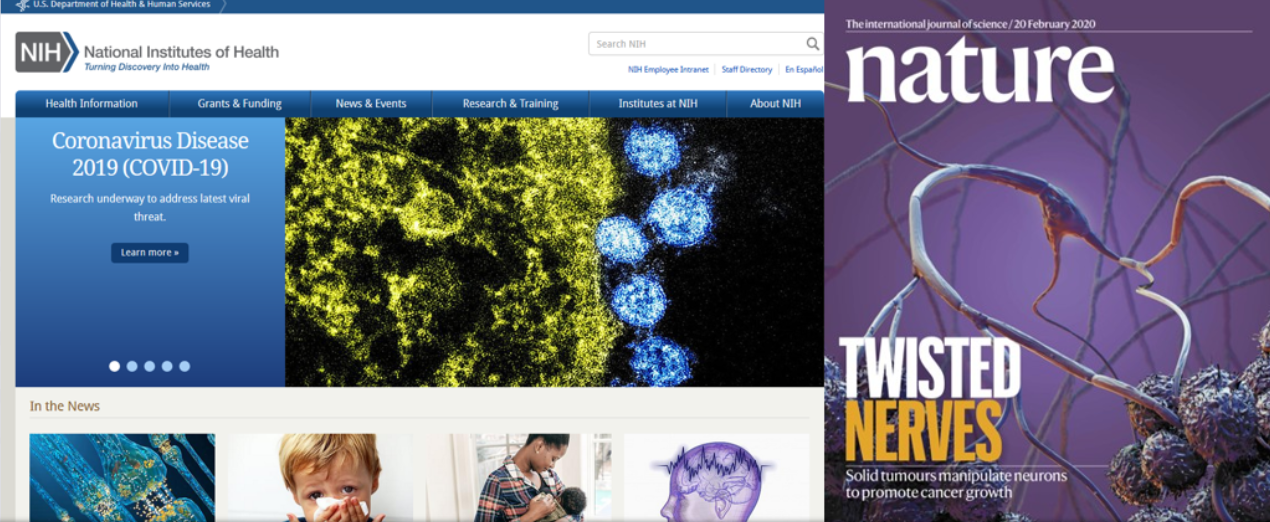 U.S. Department of Health & Human Services
NIH
National Institutes of Health
Turning Discovery Into Health
Search NIH
NIH Employee Intranet
Staff Directory
En Español
Health Information
Grants & Funding
News & Events
Research & Training
Institutes at NIH
About NIH
Coronavirus Disease
2019 (COVID-19)
Research underway to address latest viral
threat.
Learn more »
In the News
The international journal of science / 20 February 2020
nature
TWISTED
NERVES
Solid tumours manipulate neurons
to promote cancer growth